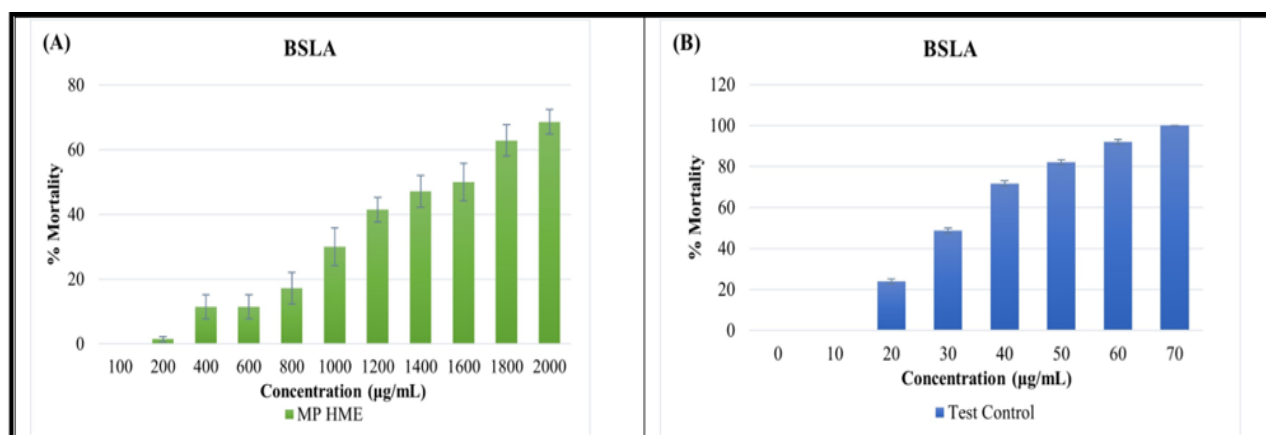 (A)
BSLA
80
60
40
20
0
% Mortality
100 200 400 600 800 1000 1200 1400 1600 1800 2000
Concentration (µg/mL)
MP HME
(B)
BSLA
120
100
80
60
40
20
0
% Mortality
0 10 20 30 40 50 60 70
Concentration (µg/mL)
Test Control